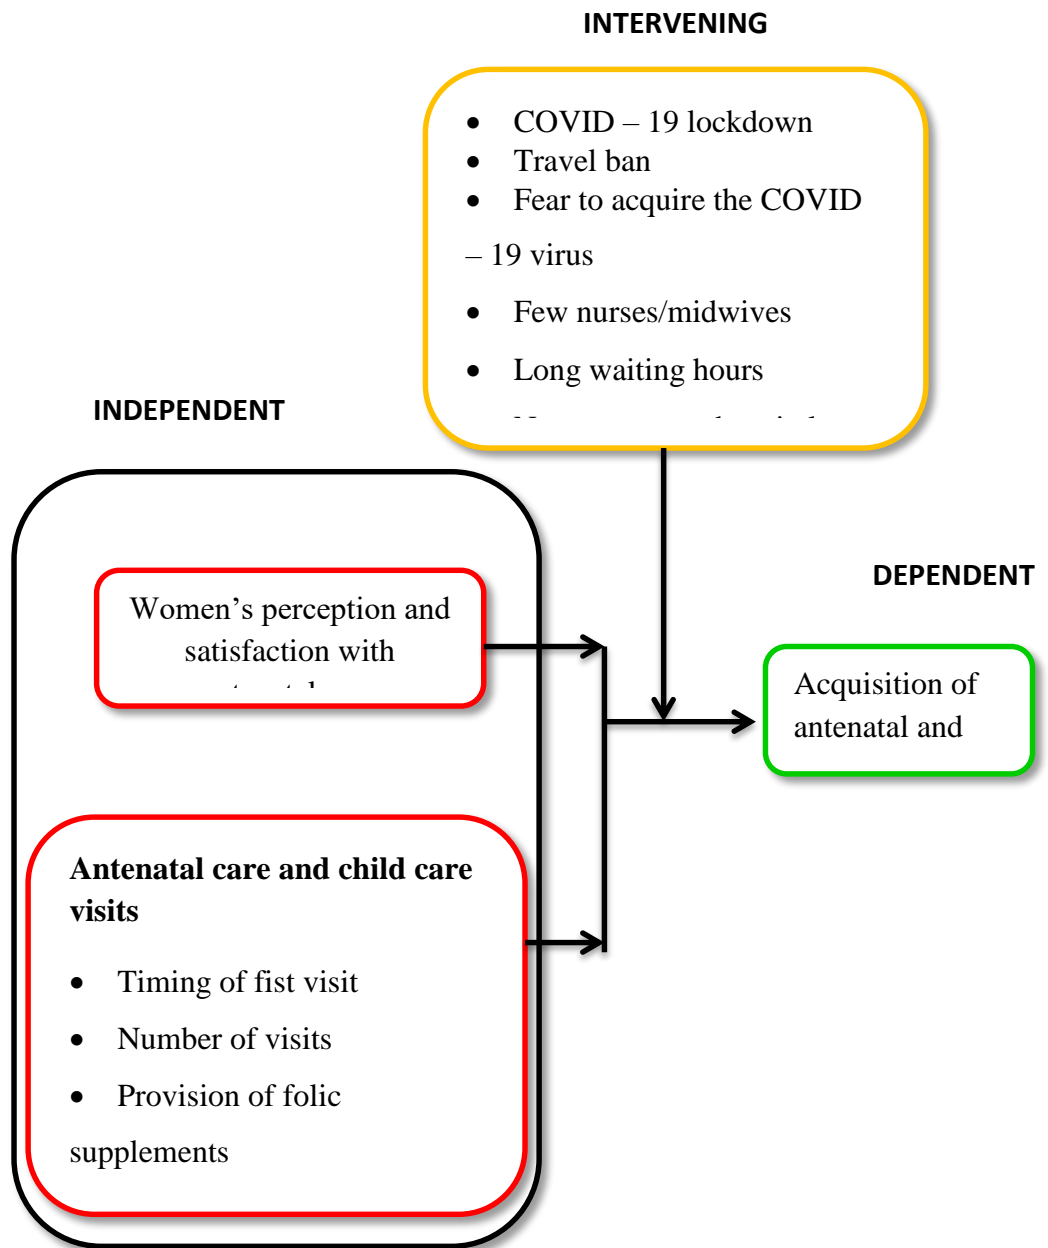 INTERVENING
• COVID – 19 lockdown
• Travel ban
• Fear to acquire the COVID
– 19 virus
• Few nurses/midwives
• Long waiting hours
INDEPENDENT
Women’s perception and
satisfaction with
DEPENDENT
Acquisition of
antenatal and
Antenatal care and child care
visits
• Timing of fist visit
• Number of visits
• Provision of folic
supplements